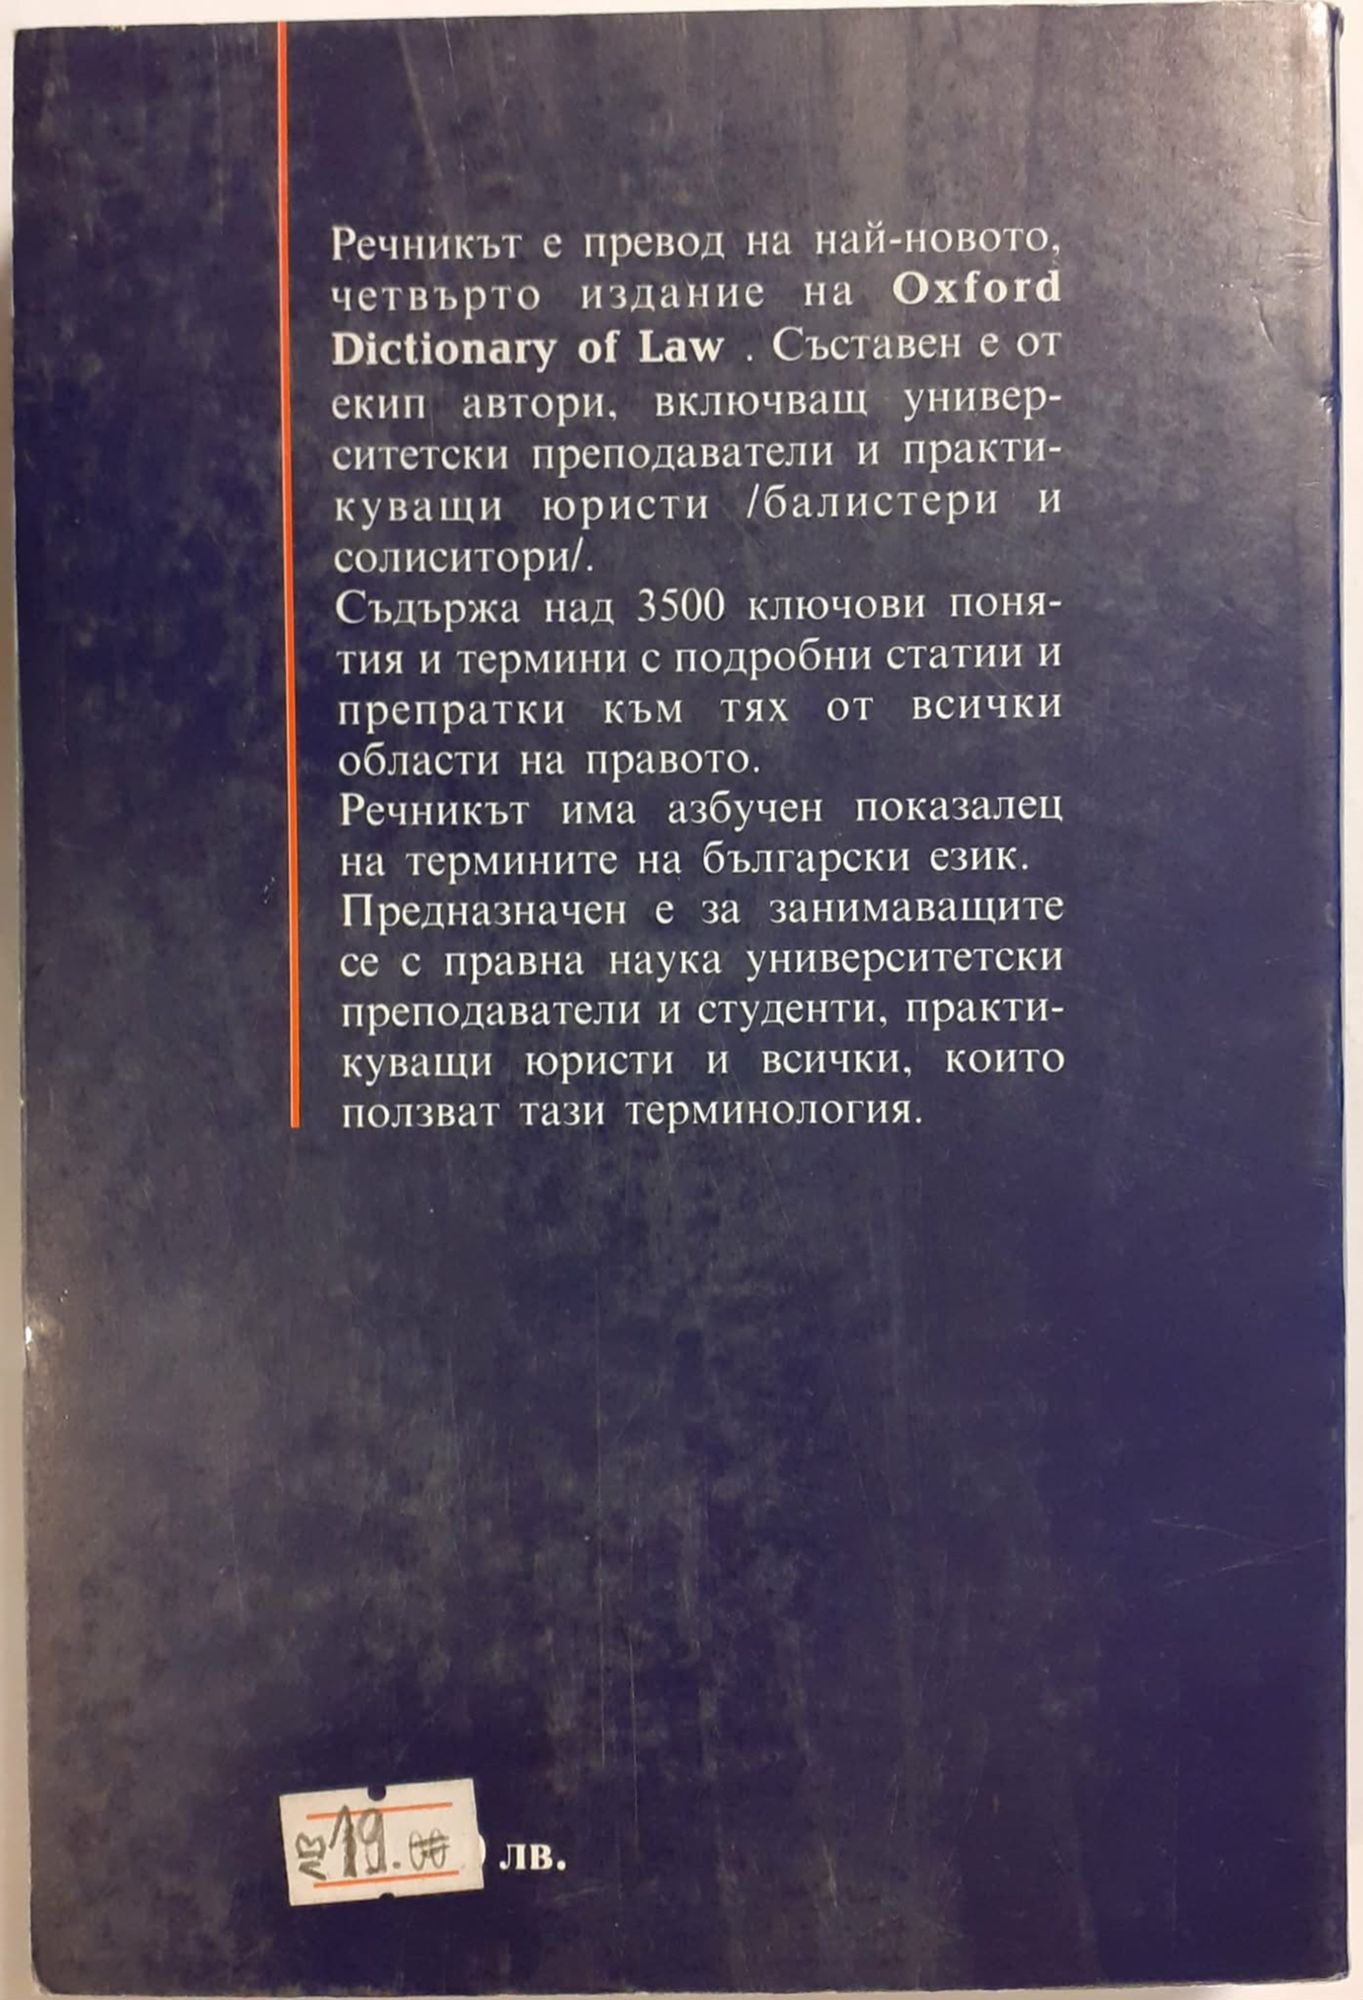 Речникът е превод на най-новото,
четвърто издание на Oxford
Dictionary of Law . Съставен е от
екип автори, включващ универ-
ситетски преподаватели и практи-
куващи юристи /балистери и
солиситори/.
Съдържа над 3500 ключови поня-
тия и термини с подробни статии и
препратки към тях от всички
области на правото.
Речникът има азбучен показалец
на термините на български език.
Предназначен е за занимаващите
се с правна наука университетски
преподаватели и студенти, практи-
куващи юристи и всички, които
ползват тази терминология.
лв 19.00 лв.